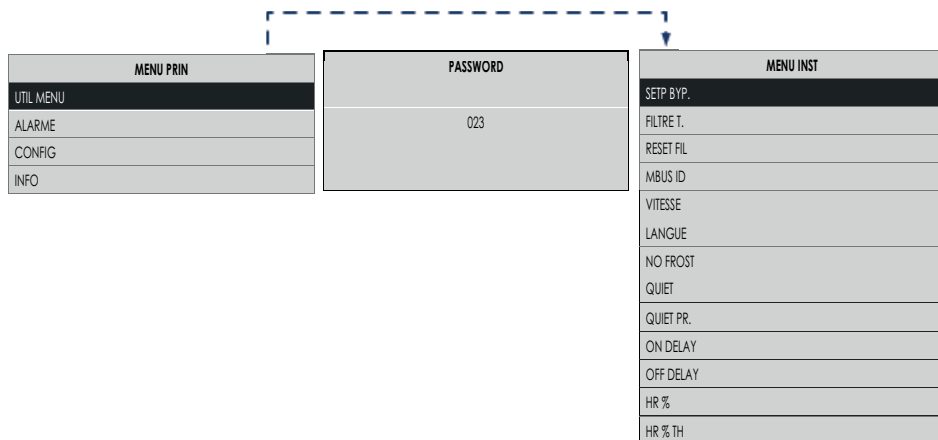 MENU PRIN
UTIL MENU
ALARME
CONFIG
INFO
PASSWORD
023
MENU INST
SETP BYP.
FILTRE T.
RESET FIL
MBUS ID
VITESSE
LANGUE
NO FROST
QUIET
QUIET PR.
ON DELAY
OFF DELAY
HR %
HR % TH